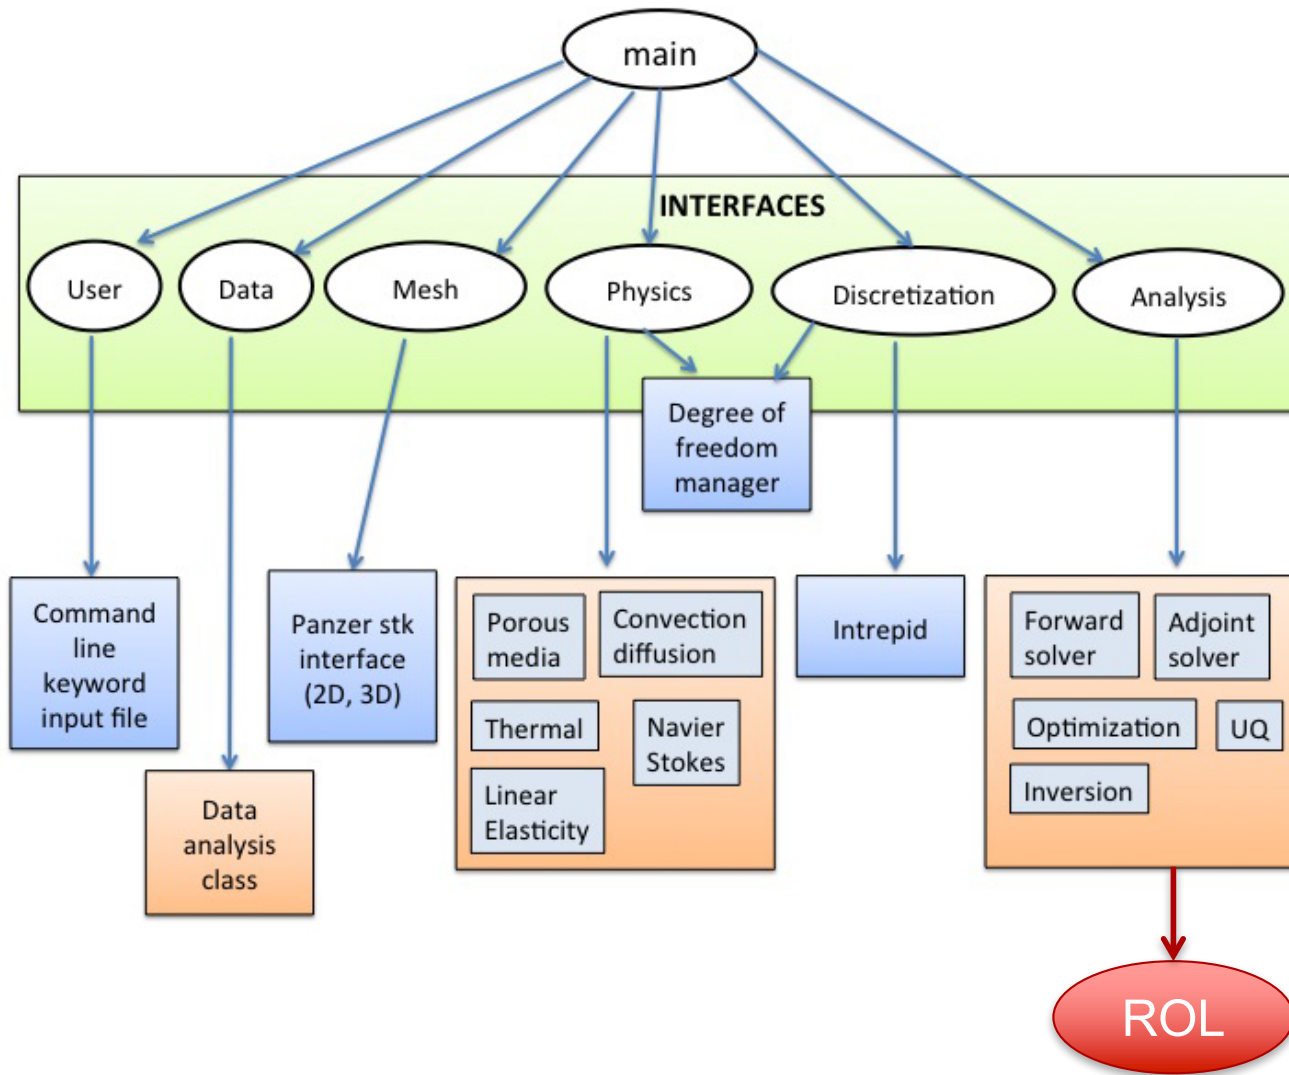 main
INTERFACES
User
Data
Mesh
Physics
Discretization
Analysis
Degree of
freedom
manager
Command
line
keyword
input file
Panzer stk
interface
(2D, 3D)
Porous
media
Convection
diffusion
Thermal
Navier
Stokes
Linear
Elasticity
Intrepid
Forward
solver
Adjoint
solver
Optimization
UQ
Inversion
Data
analysis
class
ROL